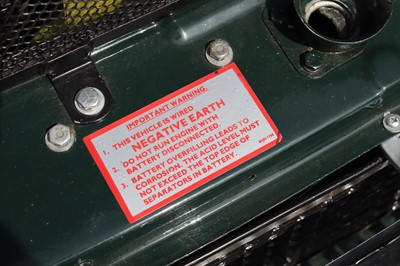 IMPORTANT WARNING.
1. THIS VEHICLE IS WIRED
NEGATIVE EARTH
2. DO NOT RUN ENGINE WITH
BATTERY DISCONNECTED.
3. BATTERY OVERFILLING LEADS TO
CORROSION. THE ACID LEVEL MUST
NOT EXCEED THE TOP EDGE OF
SEPARATORS IN BATTERY.